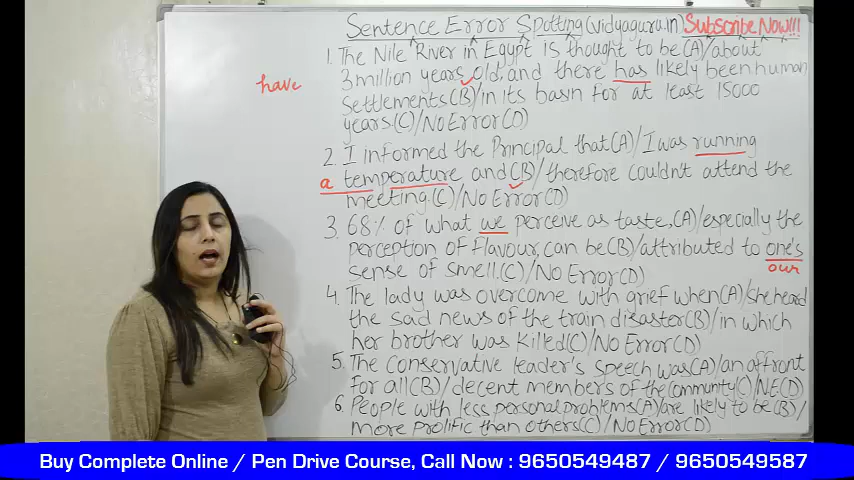 Sentence Error Spotting (vidyaguru.in) Subscribe Now!!!
1. The Nile River in Egypt is thought to be (A)/about
have
3 million years old, and there has likely been human
settlements (B)/in its basin for at least 15000
years.(C)/No Error (D)
2. I informed the Principal that (A)/I was running
a temperature and (B)/therefore couldn't attend the
meeting.(C)/No Error (D)
3. 68% of what we perceive as taste,(A)/especially the
perception of flavour, can be (B)/attributed to one's
our
sense of smell.(C)/No Error (D)
4. The lady was overcome with grief when (A)/she heard
the sad news of the train disaster (B)/in which
her brother was killed (C)/No Error (D)
5. The Conservative leader's speech was (A)/an affront
for all (B)/decent members of the community (C)/NE (D)
6. People with less personal problems (A)/are likely to be (B)/
more prolific than others (C)/No Error (D)
Buy Complete Online / Pen Drive Course, Call Now : 9650549487 / 9650549587